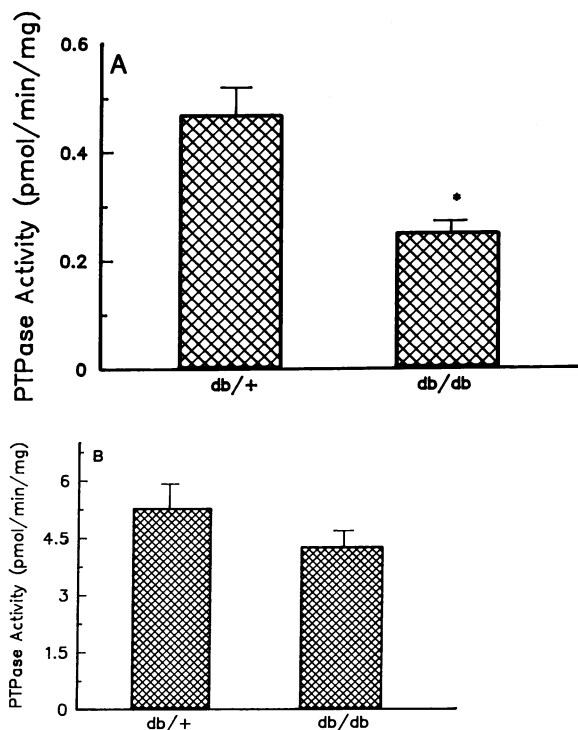 A
PTPase Activity (pmol/min/mg)
0.6
0.4
0.2
0
*
db/+
db/db
B
PTPase Activity (pmol/min/mg)
6
4.5
3
1.5
0
db/+
db/db